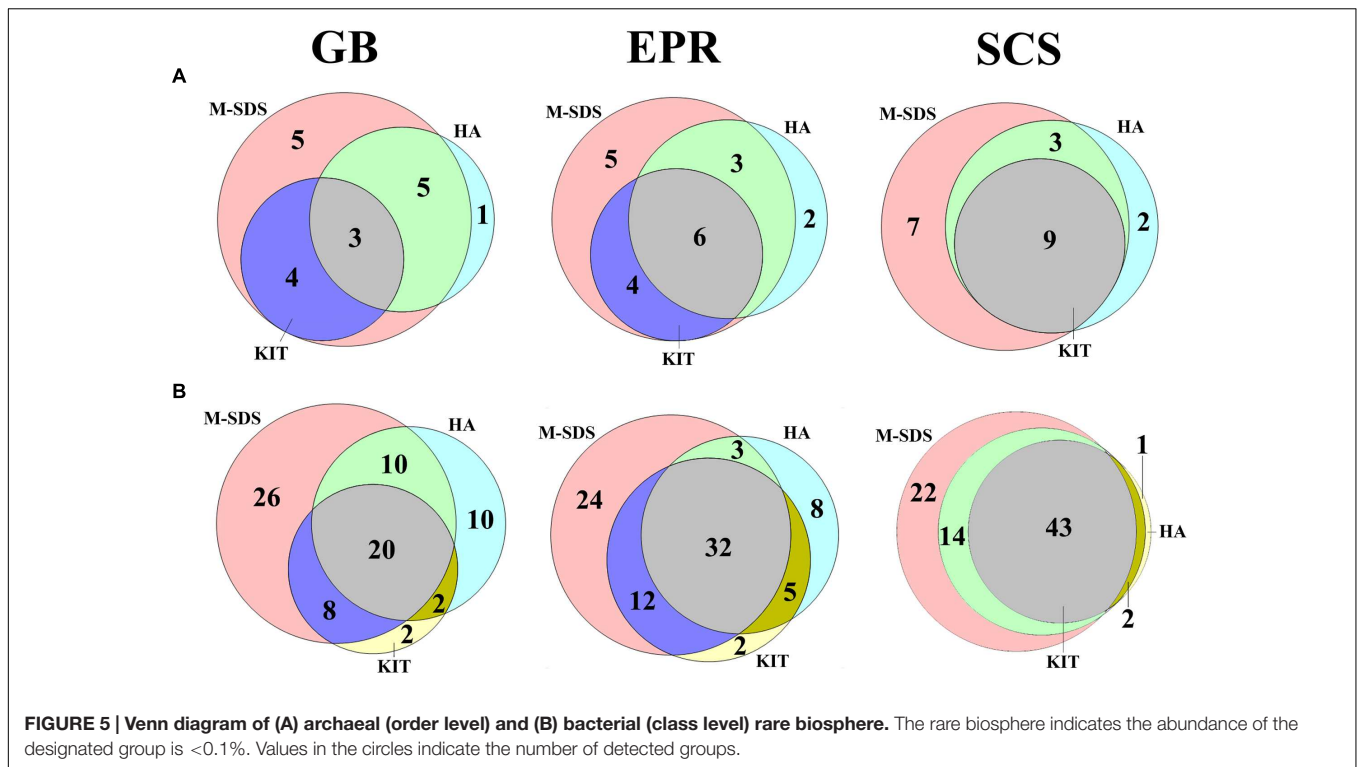 GB EPR SCS
A
M-SDS HA 5 5 1 3 4 KIT
M-SDS HA 5 3 2 6 4 KIT
M-SDS HA 3 7 2 9 KIT
B
M-SDS HA 10 26 10 20 8 2 2 KIT
M-SDS HA 3 24 8 32 12 5 2 KIT
M-SDS 1 22 14 43 HA 2 KIT
FIGURE 5 | Venn diagram of (A) archaeal (order level) and (B) bacterial (class level) rare biosphere. The rare biosphere indicates the abundance of the
designated group is <0.1%. Values in the circles indicate the number of detected groups.